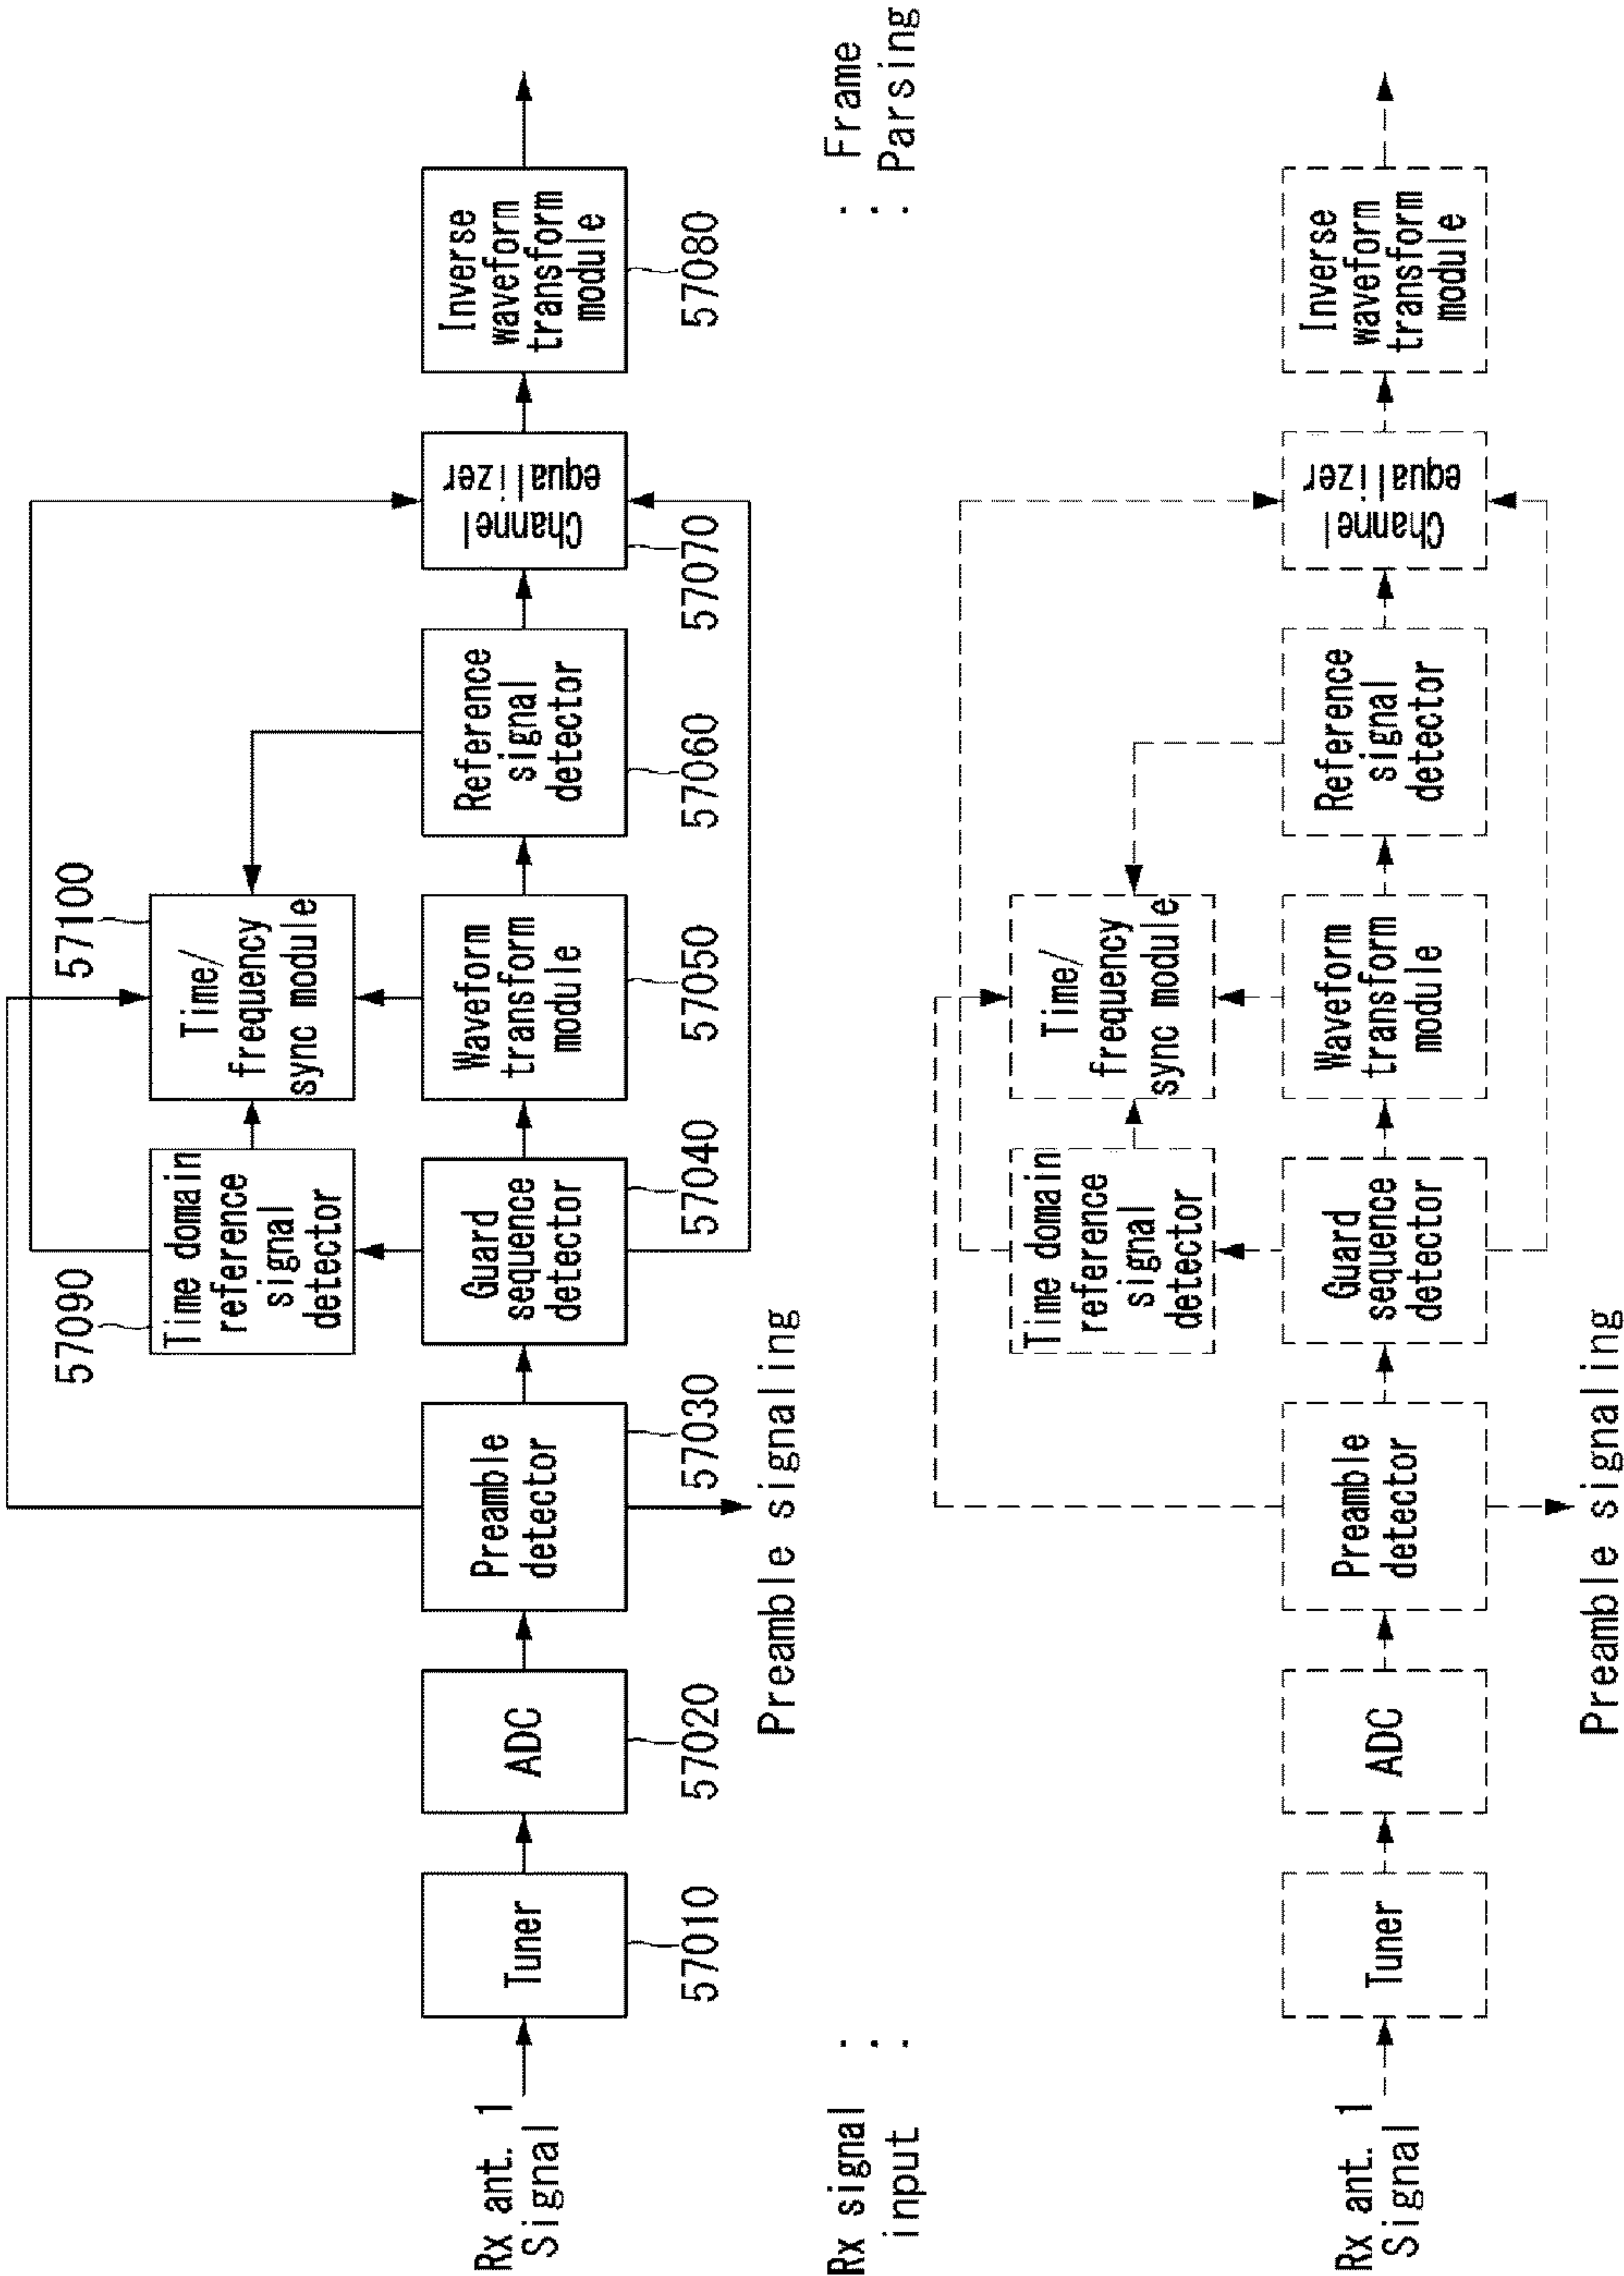 57100
57090
Time domain
reference
signal
detector
Time/
frequency
sync module
Rx ant. 1
Signal
Tuner
ADC
Preamble
detector
Guard
sequence
detector
Waveform
transform
module
Reference
signal
detector
Channel
equalizer
Inverse
waveform
transform
module
57010
57020
57030
57040
57050
57060
57070
57080
Preamble signaling
Rx signal
input
Frame
Parsing
Time domain
reference
signal
detector
Time/
frequency
sync module
Rx ant. 1
Signal
Tuner
ADC
Preamble
detector
Guard
sequence
detector
Waveform
transform
module
Reference
signal
detector
Channel
equalizer
Inverse
waveform
transform
module
Preamble signaling